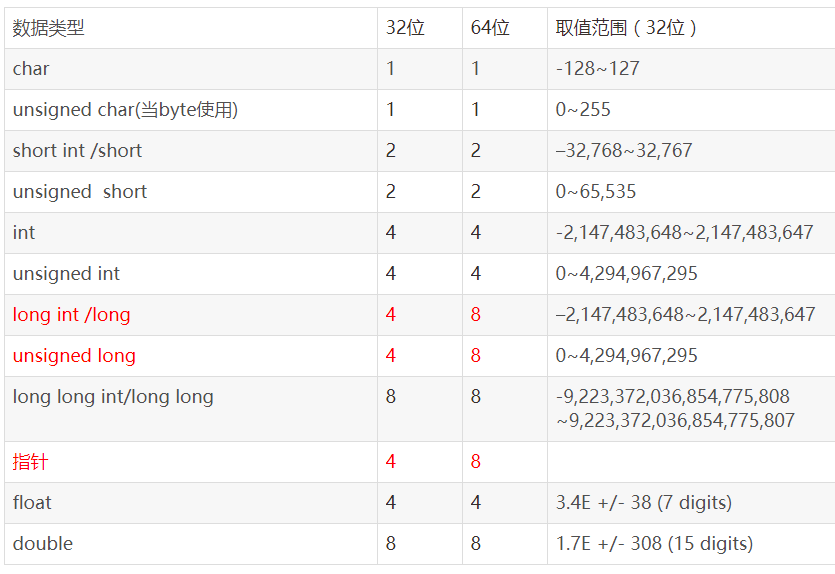 数据类型 32位 64位 取值范围（32位）
char 1 1 -128~127
unsigned char(当byte使用) 1 1 0~255
short int /short 2 2 –32,768~32,767
unsigned  short 2 2 0~65,535
int 4 4 -2,147,483,648~2,147,483,647
unsigned int 4 4 0~4,294,967,295
long int /long 4 8 –2,147,483,648~2,147,483,647
unsigned long 4 8 0~4,294,967,295
long long int/long long 8 8 -9,223,372,036,854,775,808
~9,223,372,036,854,775,807
指针 4 8
float 4 4 3.4E +/- 38 (7 digits)
double 8 8 1.7E +/- 308 (15 digits)